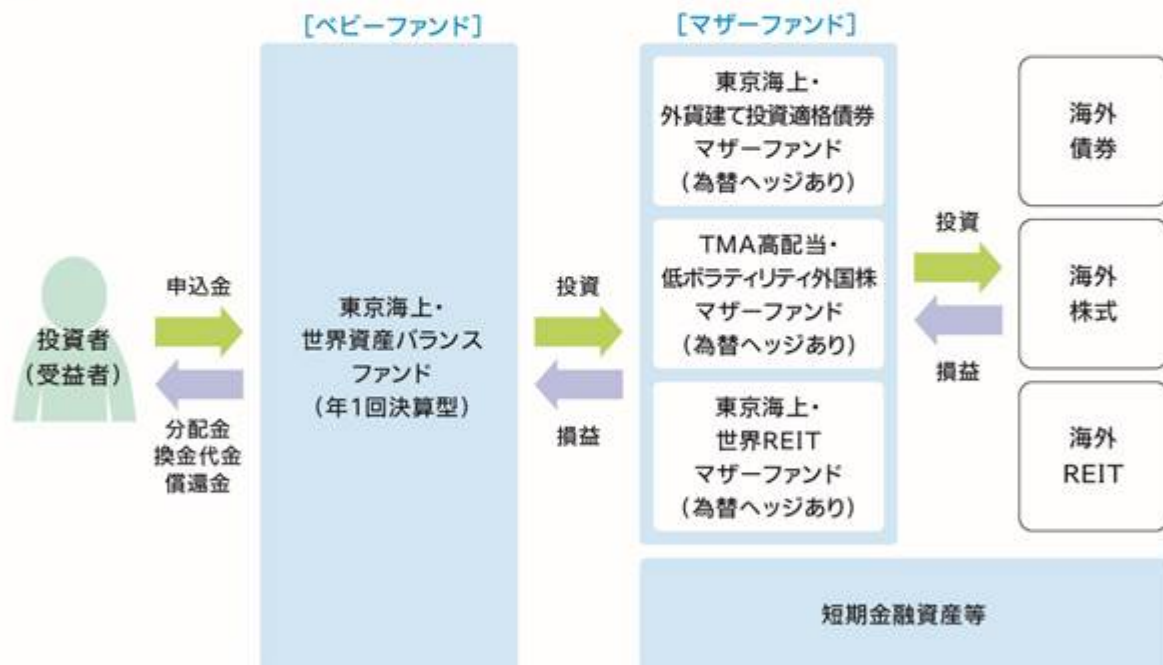 [ベビーファンド]
[マザーファンド]
投資者
(受益者)
申込金
分配金
換金代金
償還金
東京海上・
世界資産バランス
ファンド
(年1回決算型)
投資
損益
東京海上・
外貨建て投資適格債券
マザーファンド
(為替ヘッジあり)
TMA高配当・
低ボラティリティ外国株
マザーファンド
(為替ヘッジあり)
東京海上・
世界REIT
マザーファンド
(為替ヘッジあり)
投資
損益
海外
債券
海外
株式
海外
REIT
短期金融資産等